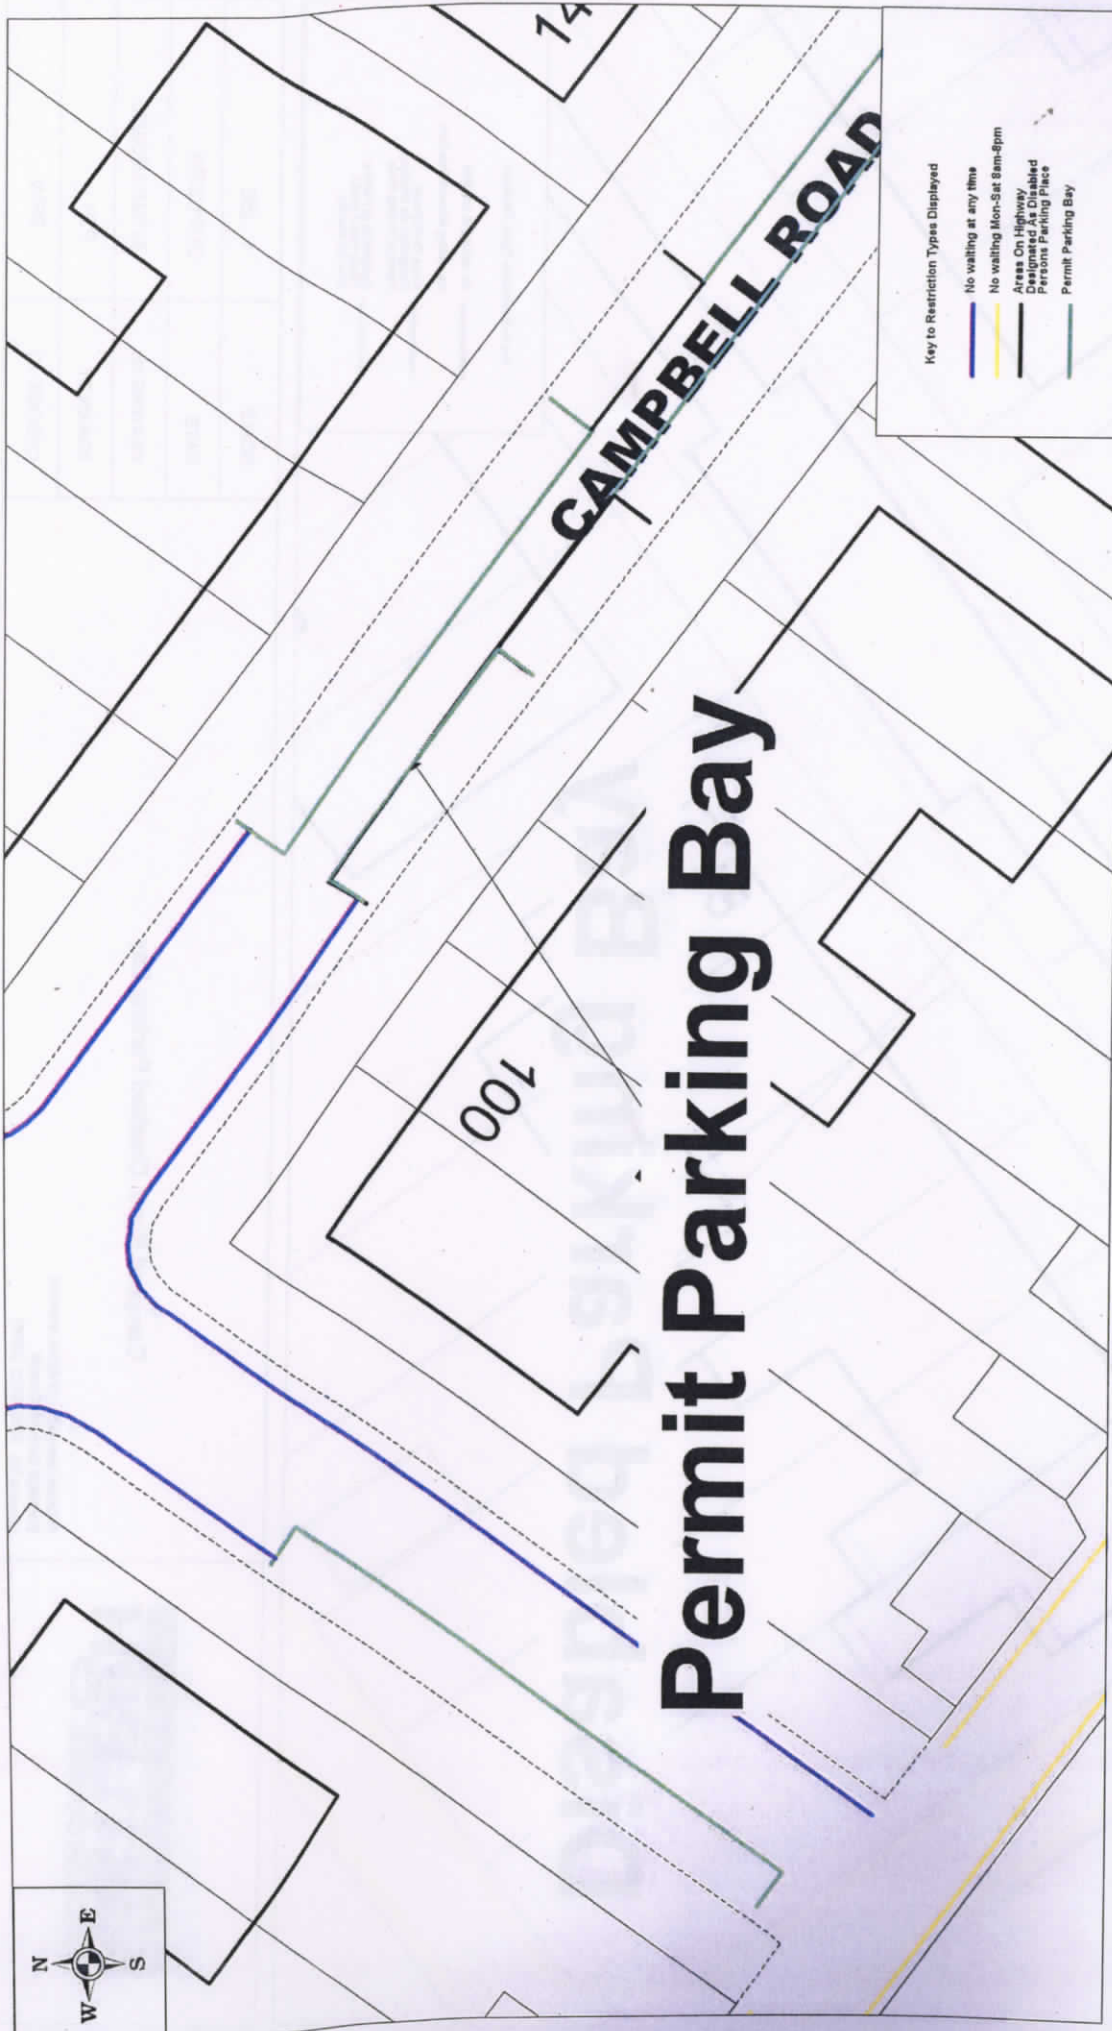 N
W E
S
14
CAMPBELL ROAD
100
Permit Parking Bay
Key to Restriction Types Displayed
No waiting at any time
No waiting Mon-Sat 8am-8pm
Areas On Highway
Designated As Disabled
Persons Parking Place
Permit Parking Bay